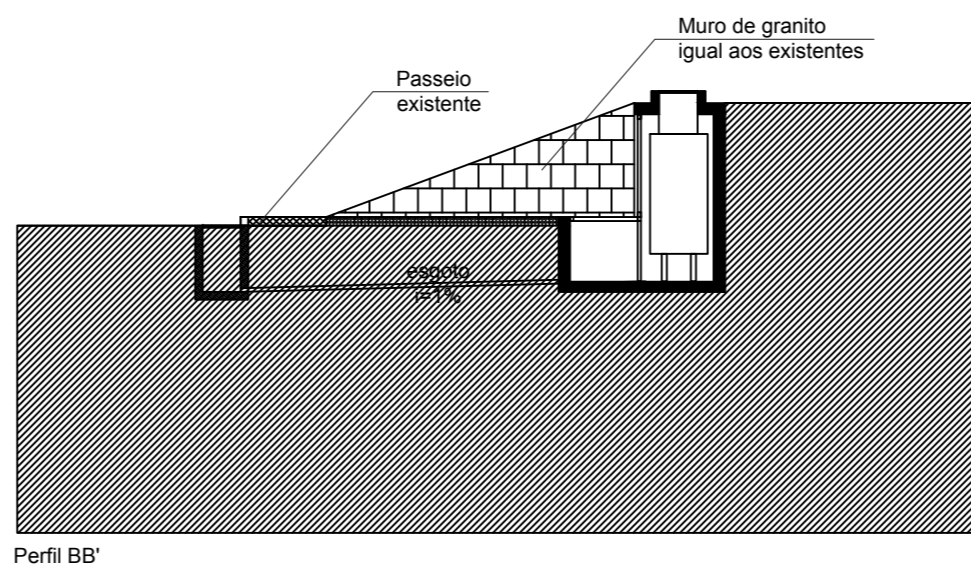 Muro de granito
igual aos existentes
Passeio
existente
esgoto
i=1%
Perfil BB'